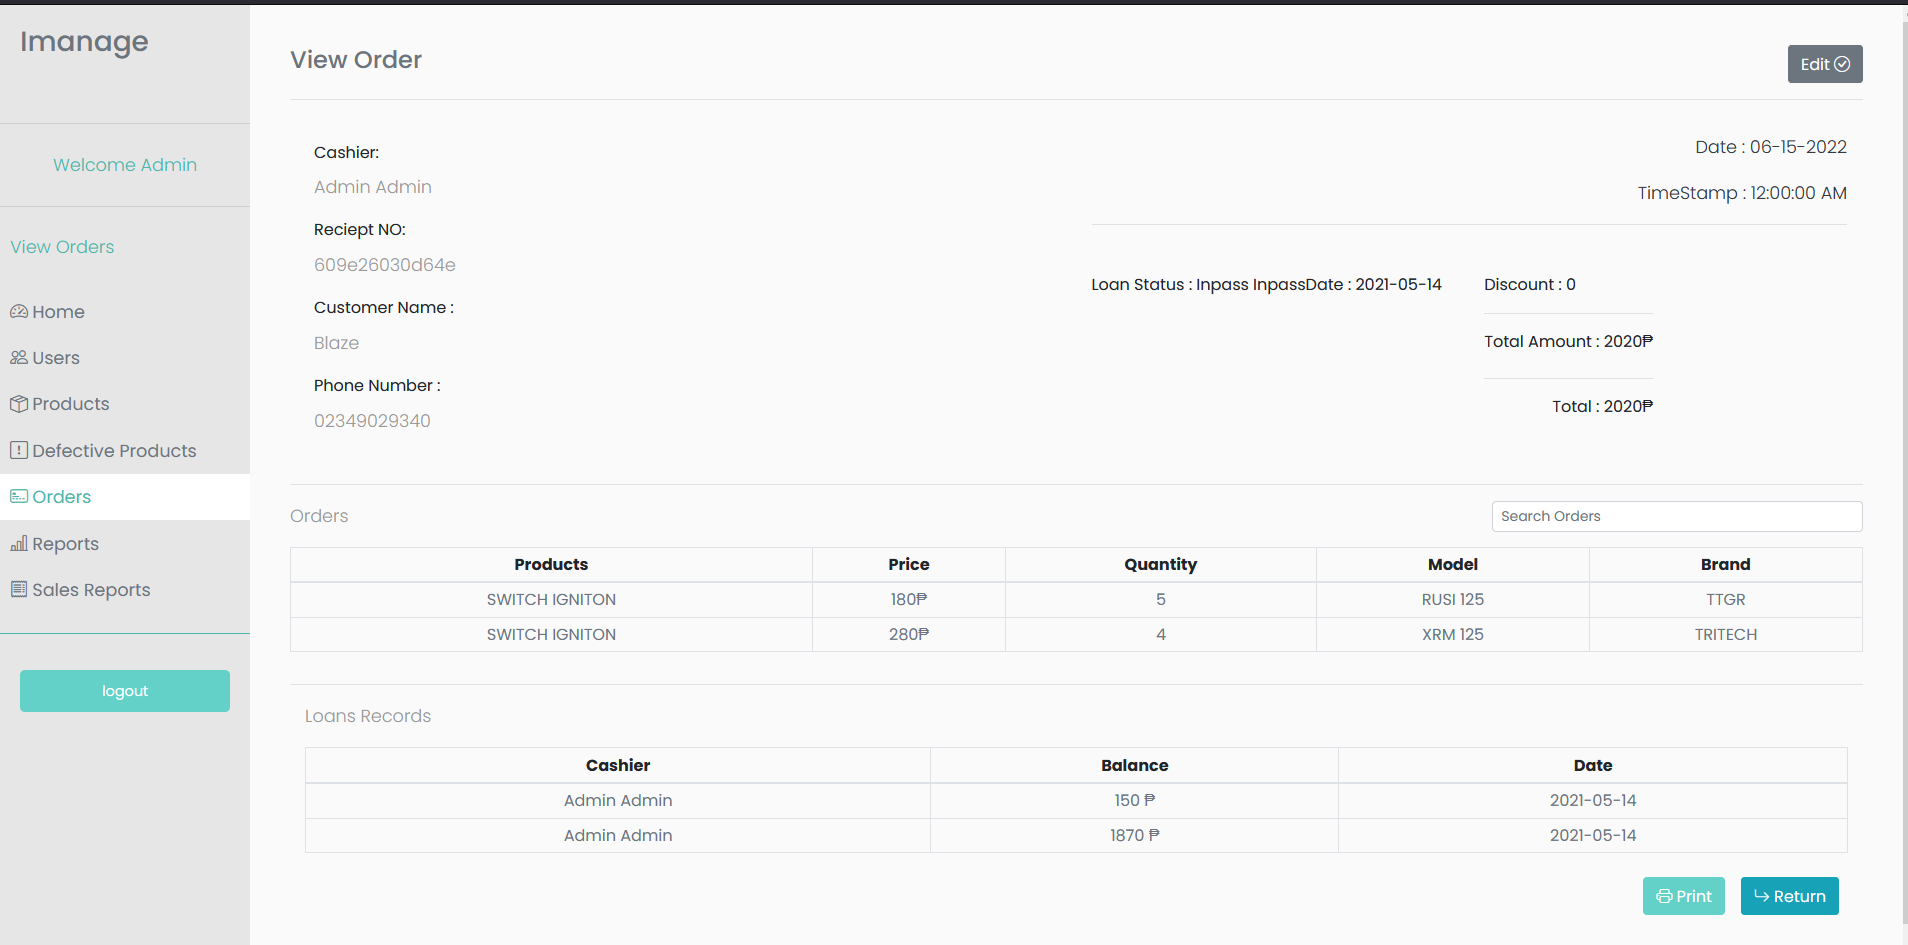 Imanage
Welcome Admin
View Orders
Home
Users
Products
Defective Products
Orders
Reports
Sales Reports
logout
View Order
Edit
Cashier:
Admin Admin
Reciept NO:
609e26030d64e
Customer Name :
Blaze
Phone Number :
02349029340
Date : 06-15-2022
TimeStamp : 12:00:00 AM
Loan Status : Inpass InpassDate : 2021-05-14
Discount : 0
Total Amount : 2020₱
Total : 2020₱
Orders
Search Orders
Products Price Quantity Model Brand
SWITCH IGNITON 180₱ 5 RUSI 125 TTGR
SWITCH IGNITON 280₱ 4 XRM 125 TRITECH
Loans Records
Cashier Balance Date
Admin Admin 150 ₱ 2021-05-14
Admin Admin 1870 ₱ 2021-05-14
Print
Return